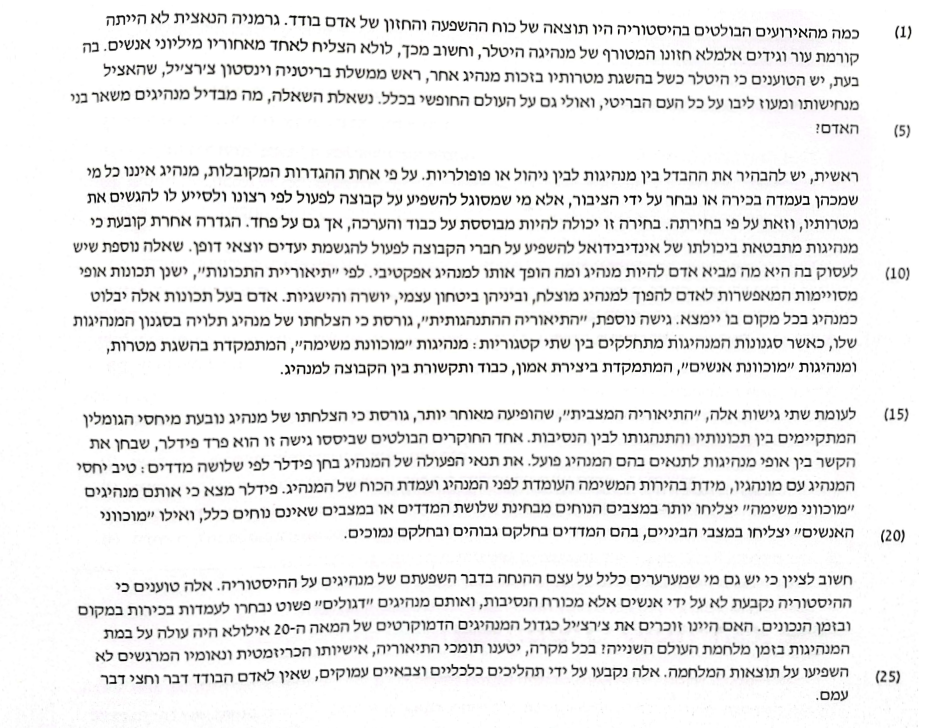 (1) כמה מהאירועים הבולטים בהיסטוריה היו תוצאה של כוח ההשפעה והחזון של אדם בודד. גרמניה הנאצית לא הייתה
קורמת עור וגידים אלמלא חזונו המטורף של מנהיגה היטלר, וחשוב מכך, לולא הצליח לאחד מאחוריו מיליוני אנשים. בה
בעת, יש הטוענים כי היטלר כשל בהשגת מטרותיו בזכות מנהיג אחר, ראש ממשלת בריטניה וינסטון צ'רצ'יל, שהאציל
מנחישותו ומעוז ליבו על כל העם הבריטי, ואולי גם על העולם החופשי בכלל. נשאלת השאלה, מה מבדיל מנהיגים משאר בני
(5) האדם?
ראשית, יש להבהיר את ההבדל בין מנהיגות לבין ניהול או פופולריות. על פי אחת ההגדרות המקובלות, מנהיג איננו כל מי
שמכהן בעמדה בכירה או נבחר על ידי הציבור, אלא מי שמסוגל להשפיע על קבוצה לפעול לפי רצונו ולסייע לו להגשים את
מטרותיו, וזאת על פי בחירתה. בחירה זו יכולה להיות מבוססת על כבוד והערכה, אך גם על פחד. הגדרה אחרת קובעת כי
מנהיגות מתבטאת ביכולתו של אינדיבידואל להשפיע על חברי הקבוצה לפעול להגשמת יעדים יוצאי דופן. שאלה נוספת שיש
(10) לעסוק בה היא מה מביא אדם להיות מנהיג ומה הופך אותו למנהיג אפקטיבי. לפי "תיאוריית התכונות", ישנן תכונות אופי
מסויימות המאפשרות לאדם להפוך למנהיג מוצלח, וביניהן ביטחון עצמי, יושרה והישגיות. אדם בעל תכונות אלה יבלוט
כמנהיג בכל מקום בו יימצא. גישה נוספת, "התיאוריה ההתנהגותית", גורסת כי הצלחתו של מנהיג תלויה בסגנון המנהיגות
שלו, כאשר סגנונות המנהיגות מתחלקים בין שתי קטגוריות: מנהיגות "מוכוונת משימה", המתמקדת בהשגת מטרות,
ומנהיגות "מוכוונת אנשים", המתמקדת ביצירת אמון, כבוד ותקשורת בין הקבוצה למנהיג.
(15) לעומת שתי גישות אלה, "התיאוריה המצבית", שהופיעה מאוחר יותר, גורסת כי הצלחתו של מנהיג נובעת מיחסי הגומלין
המתקיימים בין תכונותיו והתנהגותו לבין הנסיבות. אחד החוקרים הבולטים שביססו גישה זו הוא פרד פידלר, שבחן את
הקשר בין אופי מנהיגות לתנאים בהם המנהיג פועל. את תנאי הפעולה של המנהיג בחן פידלר לפי שלושה מדדים: טיב יחסי
המנהיג עם מונהגיו, מידת בהירות המשימה העומדת לפני המנהיג ועמדת הכוח של המנהיג. פידלר מצא כי אותם מנהיגים
"מוכווני משימה" יצליחו יותר במצבים הנוחים מבחינת שלושת המדדים או במצבים שאינם נוחים כלל, ואילו "מוכווני
(20) האנשים" יצליחו במצבי הביניים, בהם המדדים בחלקם גבוהים ובחלקם נמוכים.
חשוב לציין כי יש גם מי שמערערים כליל על עצם ההנחה בדבר השפעתם של מנהיגים על ההיסטוריה. אלה טוענים כי
ההיסטוריה נקבעת לא על ידי אנשים אלא מכורח הנסיבות, ואותם מנהיגים "דגולים" פשוט נבחרו לעמדות בכירות במקום
ובזמן הנכונים. האם היינו זוכרים את צ'רצ'יל כגדול המנהיגים הדמוקרטים של המאה ה-20 אילולא היה עולה על במת
המנהיגות בזמן מלחמת העולם השנייה? בכל מקרה, יטענו תומכי התיאוריה, אישיותו הכריזמטית ונאומיו המרגשים לא
(25) השפיעו על תוצאות המלחמה. אלה נקבעו על ידי תהליכים כלכליים וצבאיים עמוקים, שאין לאדם הבודד דבר וחצי דבר
עמם.